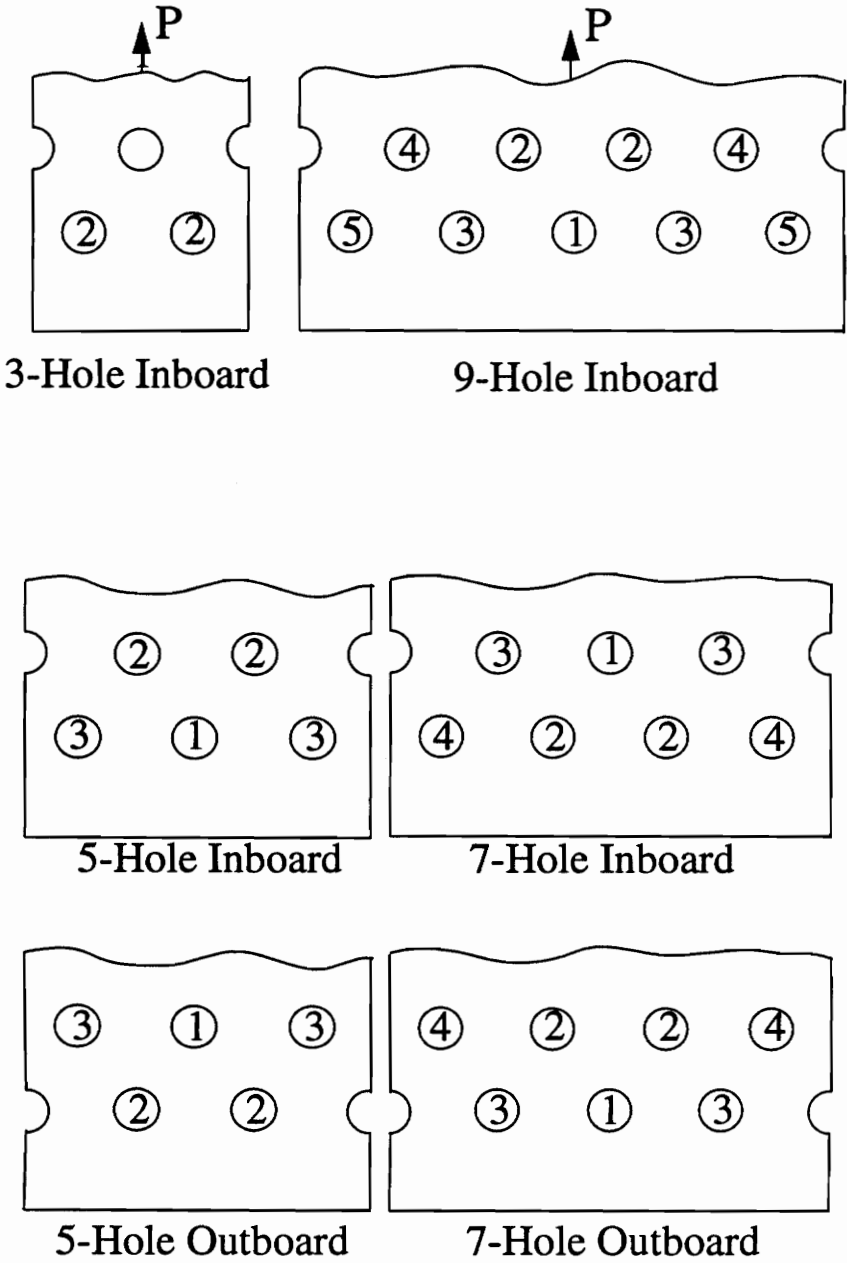 P P
④ ② ② ④
② ② ⑤ ③ ① ③ ⑤
3-Hole Inboard 9-Hole Inboard
② ② ③ ① ③
③ ① ③ ④ ② ② ④
5-Hole Inboard 7-Hole Inboard
③ ① ③ ④ ② ② ④
② ② ③ ① ③
5-Hole Outboard 7-Hole Outboard